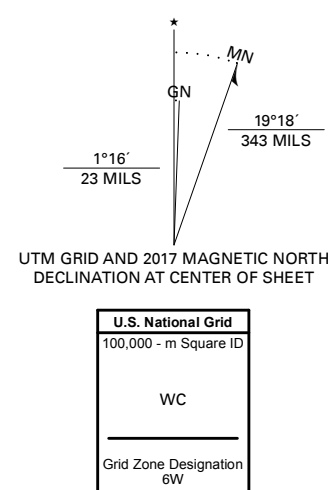 ★
MN
GN
19°18´
343 MILS
1°16´
23 MILS
UTM GRID AND 2017 MAGNETIC NORTH
DECLINATION AT CENTER OF SHEET
U.S. National Grid
100,000 - m Square ID
WC
Grid Zone Designation
6W